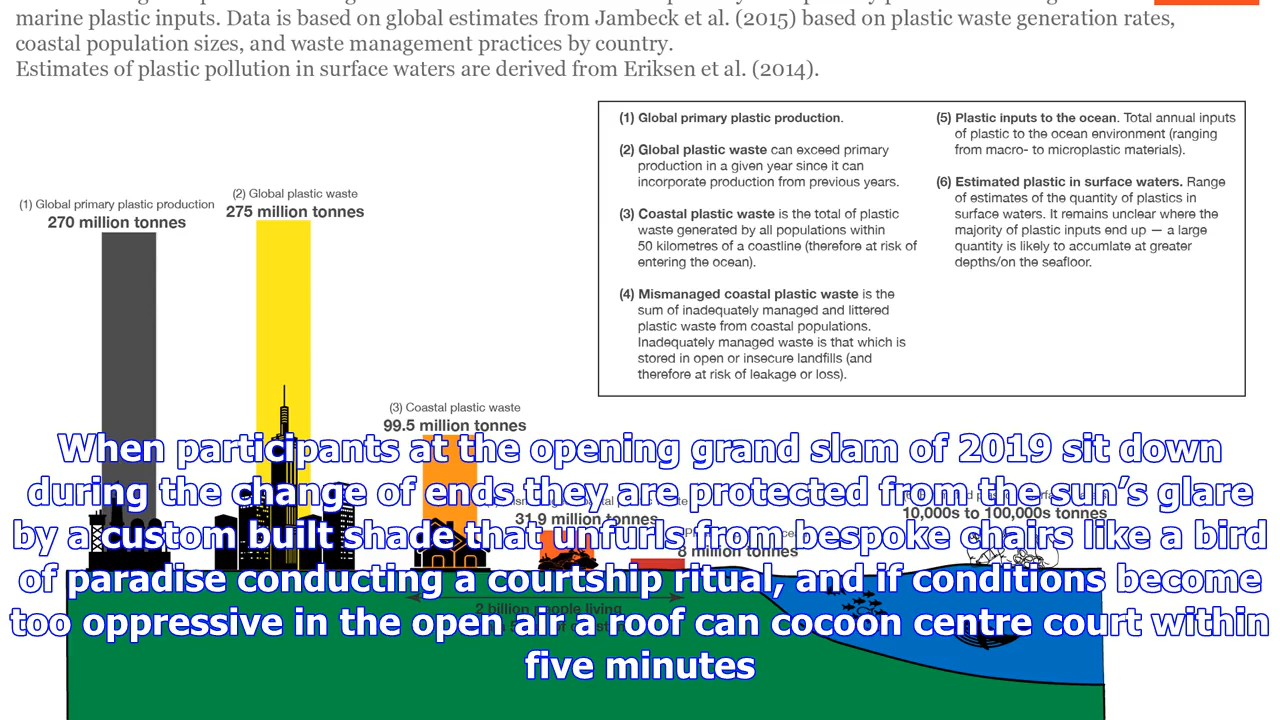 marine plastic inputs. Data is based on global estimates from Jambeck et al. (2015) based on plastic waste generation rates,
coastal population sizes, and waste management practices by country.
Estimates of plastic pollution in surface waters are derived from Eriksen et al. (2014).
(1) Global primary plastic production.
(2) Global plastic waste can exceed primary
production in a given year since it can
incorporate production from previous years.
(3) Coastal plastic waste is the total of plastic
waste generated by all populations within
50 kilometres of a coastline (therefore at risk of
entering the ocean).
(4) Mismanaged coastal plastic waste is the
sum of inadequately managed and littered
plastic waste from coastal populations.
Inadequately managed waste is that which is
stored in open or insecure landfills (and
therefore at risk of leakage or loss).
(5) Plastic inputs to the ocean. Total annual inputs
of plastic to the ocean environment (ranging
from macro- to microplastic materials).
(6) Estimated plastic in surface waters. Range
of estimates of the quantity of plastics in
surface waters. It remains unclear where the
majority of plastic inputs end up — a large
quantity is likely to accumlate at greater
depths/on the seafloor.
(1) Global primary plastic production
270 million tonnes
(2) Global plastic waste
275 million tonnes
(3) Coastal plastic waste
99.5 million tonnes
31.9 million tonnes
8 million tonnes
10,000s to 100,000s tonnes
2 billion people living
When participants at the opening grand slam of 2019 sit down
during the change of ends they are protected from the sun's glare
by a custom built shade that unfurls from bespoke chairs like a bird
of paradise conducting a courtship ritual, and if conditions become
too oppressive in the open air a roof can cocoon centre court within
five minutes